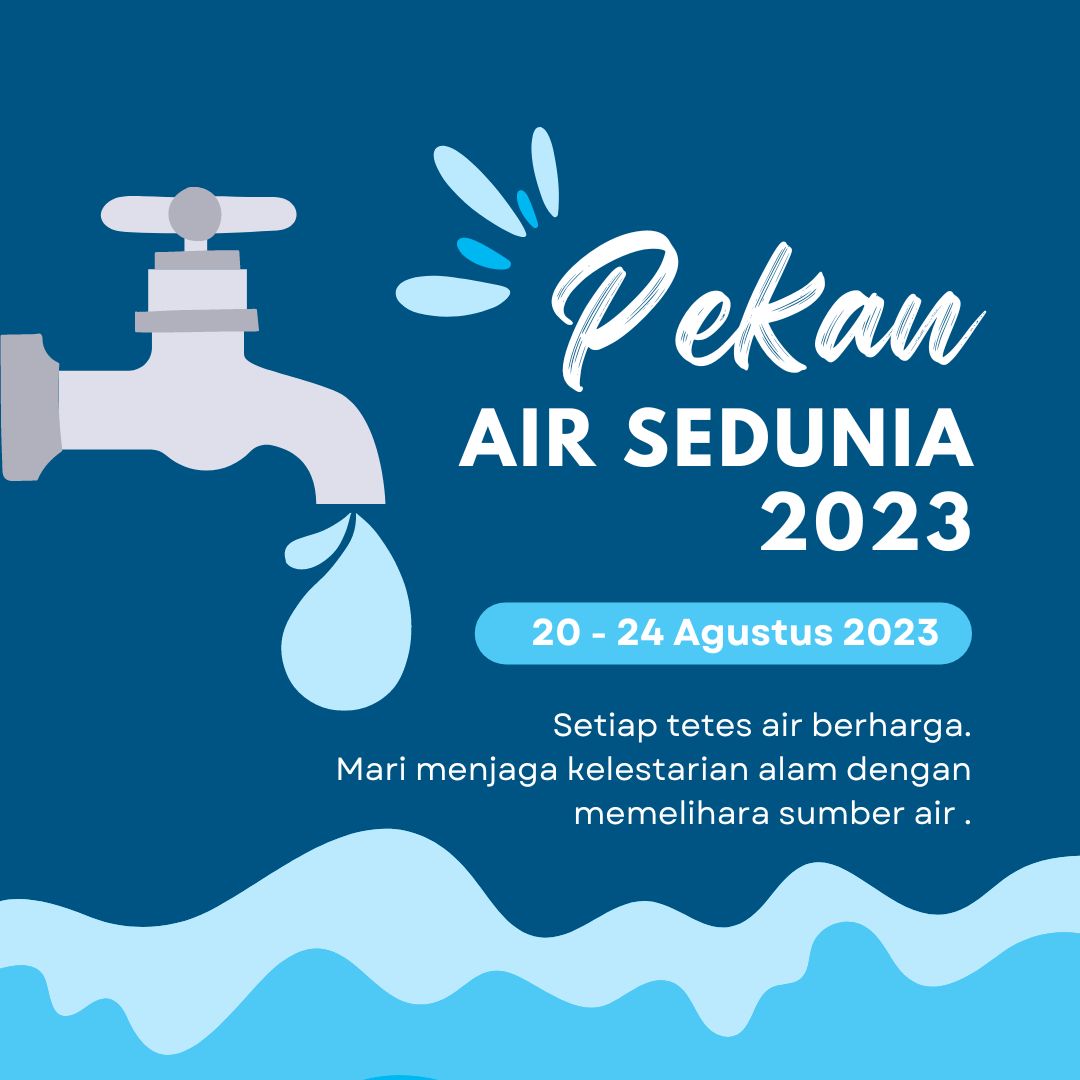 Pekan
AIR SEDUNIA
2023
20 - 24 Agustus 2023
Setiap tetes air berharga.
Mari menjaga kelestarian alam dengan
memelihara sumber air .